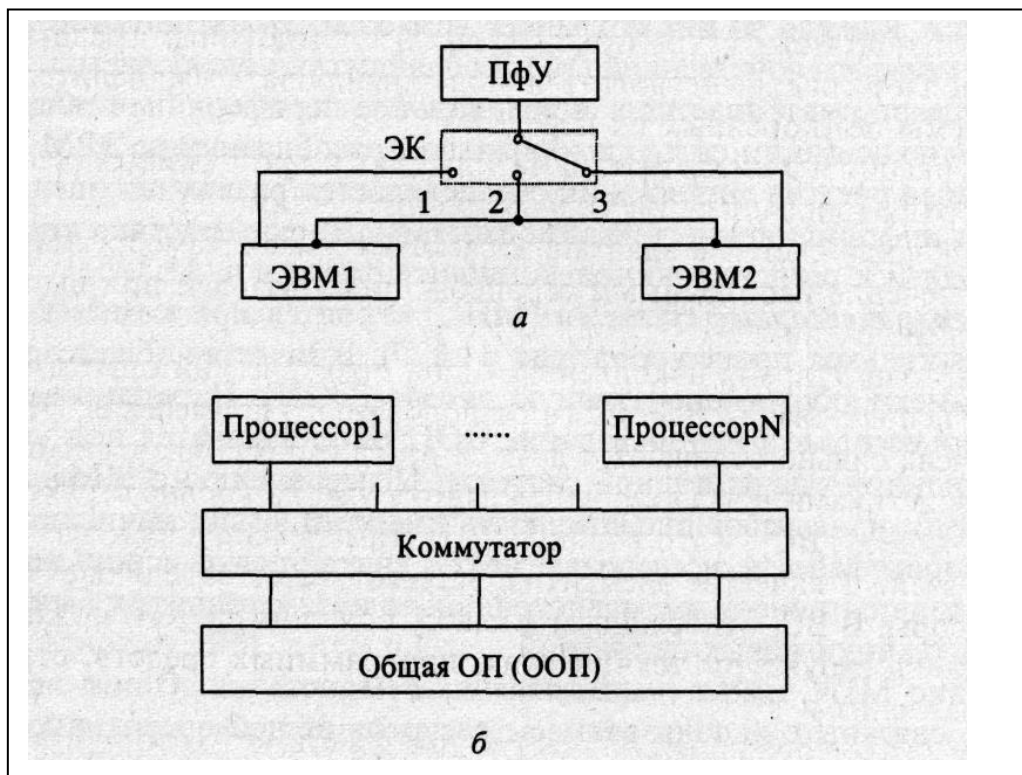 ПфУ
ЭК
1 2 3
ЭВМ1 ЭВМ2
а
Процессор1 ...... ПроцессорN
Коммутатор
Общая ОП (ООП)
б